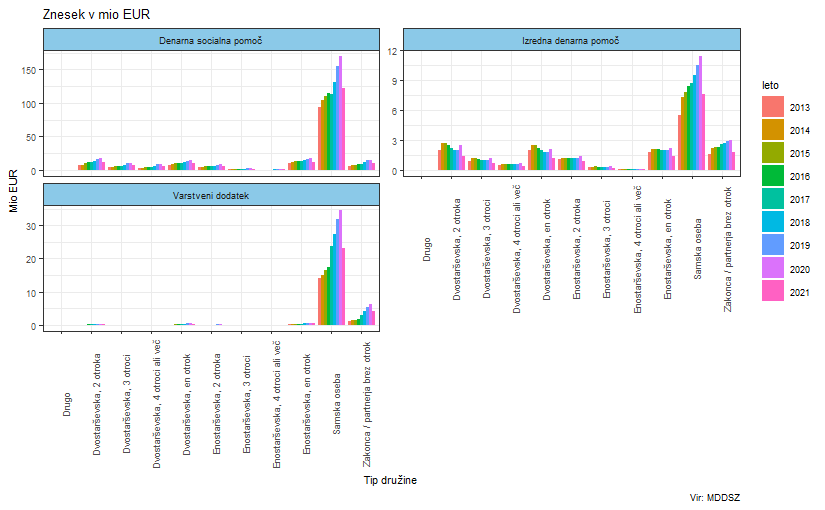 Znesek v mio EUR
Denarna socialna pomoč
Izredna denarna pomoč
150
100
50
0
12
9
6
3
0
Varstveni dodatek
30
20
10
0
Mio EUR
Drugo
Dvostarševska, 2 otroka
Dvostarševska, 3 otroci
Dvostarševska, 4 otroci ali več
Dvostarševska, en otrok
Enostarševska, 2 otroka
Enostarševska, 3 otroci
Enostarševska, 4 otroci ali več
Enostarševska, en otrok
Samska oseba
Zakonca / partnerja brez otrok
Drugo
Dvostarševska, 2 otroka
Dvostarševska, 3 otroci
Dvostarševska, 4 otroci ali več
Dvostarševska, en otrok
Enostarševska, 2 otroka
Enostarševska, 3 otroci
Enostarševska, 4 otroci ali več
Enostarševska, en otrok
Samska oseba
Zakonca / partnerja brez otrok
Tip družine
leto
2013
2014
2015
2016
2017
2018
2019
2020
2021
Vir: MDDSZ